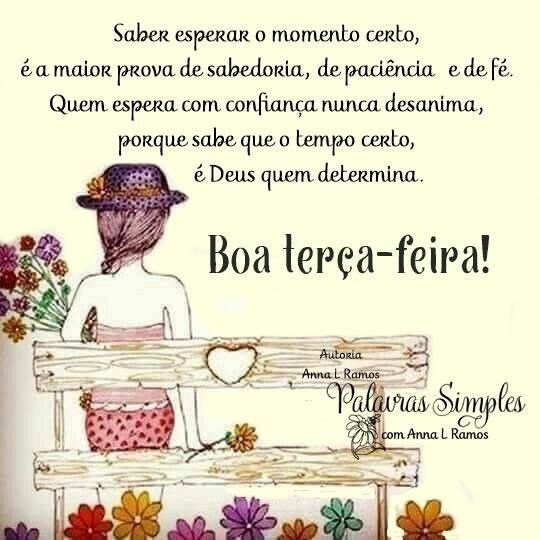 Saber esperar o momento certo,
é a maior prova de sabedoria, de paciência e de fé.
Quem espera com confiança nunca desanima,
porque sabe que o tempo certo,
é Deus quem determina.
Boa terça-feira!
Autoria
Anna L Ramos
Palavras Simples
com Anna L Ramos